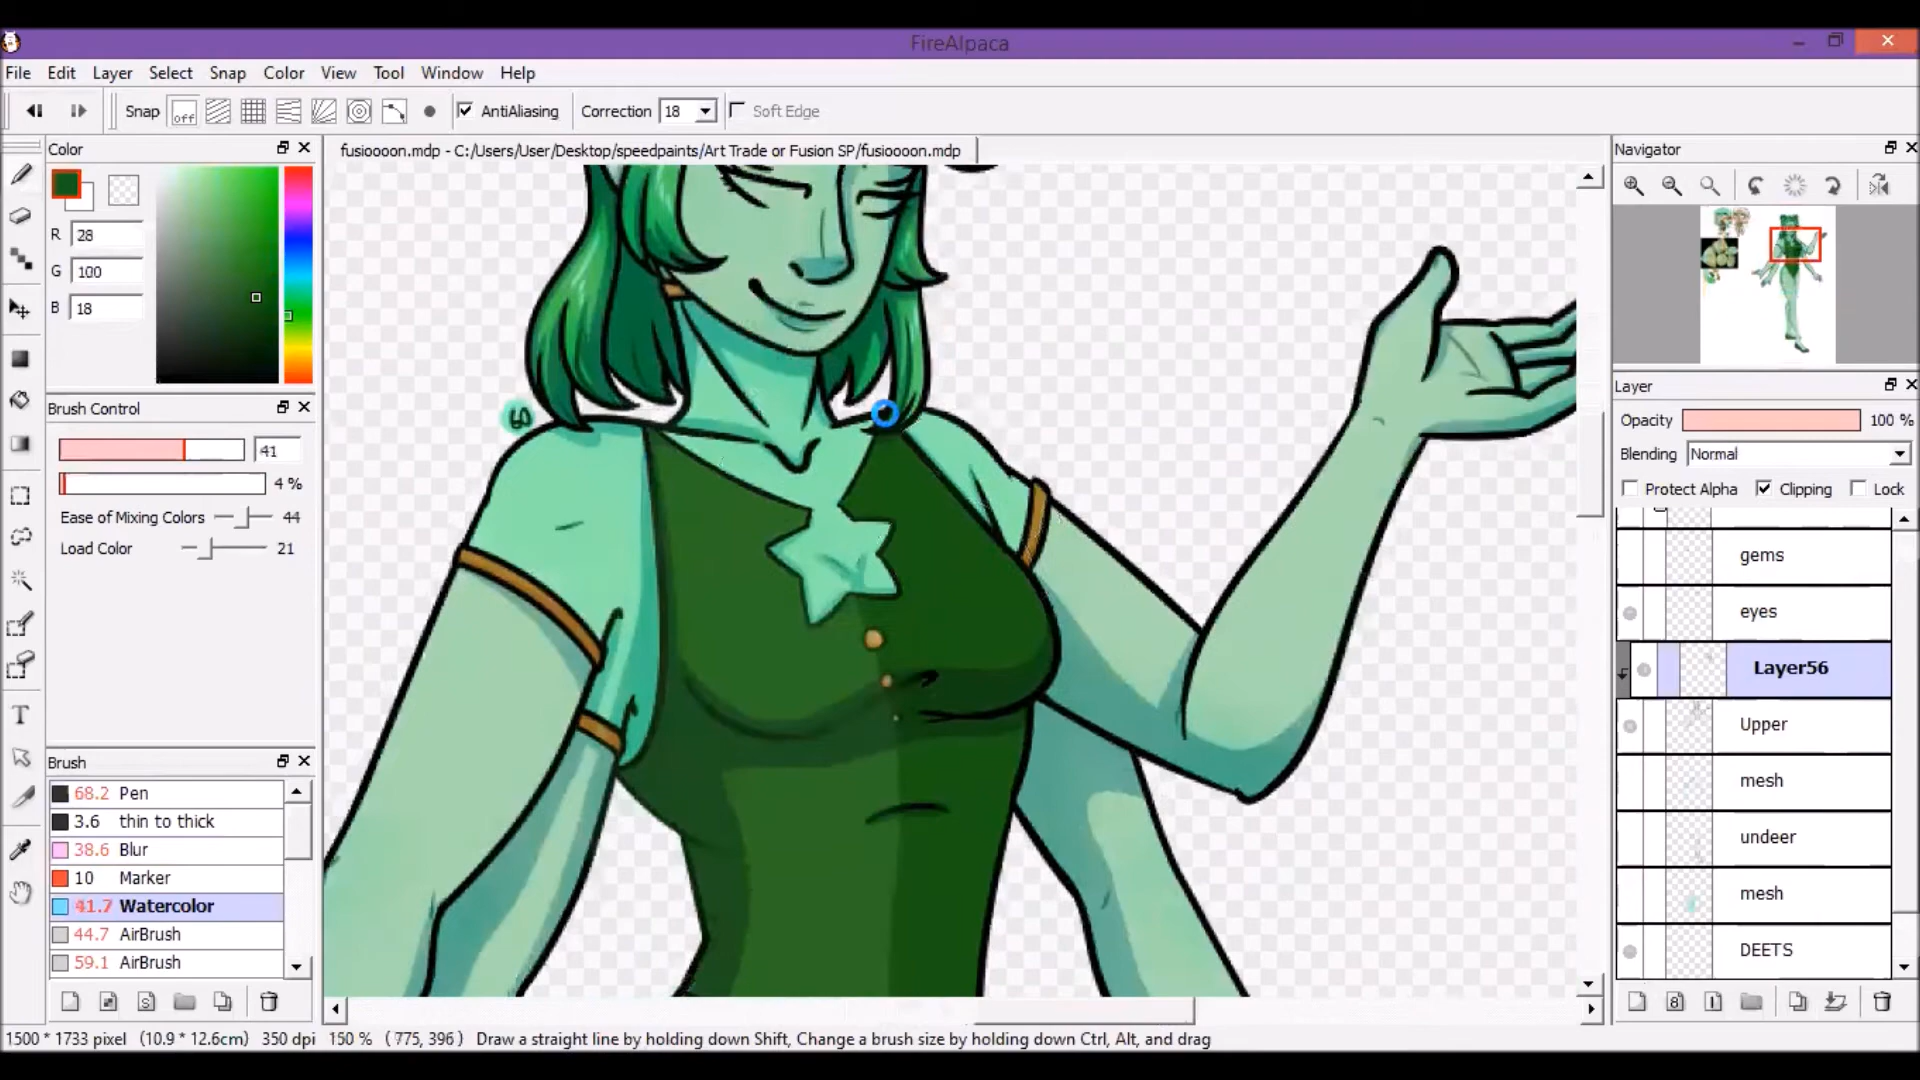 FireAlpaca
File Edit Layer Select Snap Color View Tool Window Help
Snap off AntiAliasing Correction 18 Soft Edge
Color
fusioooon.mdp - C:/Users/User/Desktop/speedpaints/Art Trade or Fusion SP/fusioooon.mdp
Navigator
R 28
G 100
B 18
Layer
Opacity 100 %
Blending Normal
Protect Alpha Clipping Lock
Brush Control
41
4 %
Ease of Mixing Colors 44
Load Color 21
gems
eyes
Layer56
Upper
mesh
undeer
mesh
DEETS
Brush
68.2 Pen
3.6 thin to thick
38.6 Blur
10 Marker
41.7 Watercolor
44.7 AirBrush
59.1 AirBrush
1500 * 1733 pixel (10.9 * 12.6cm) 350 dpi 150 % (775, 396) Draw a straight line by holding down Shift, Change a brush size by holding down Ctrl, Alt, and drag